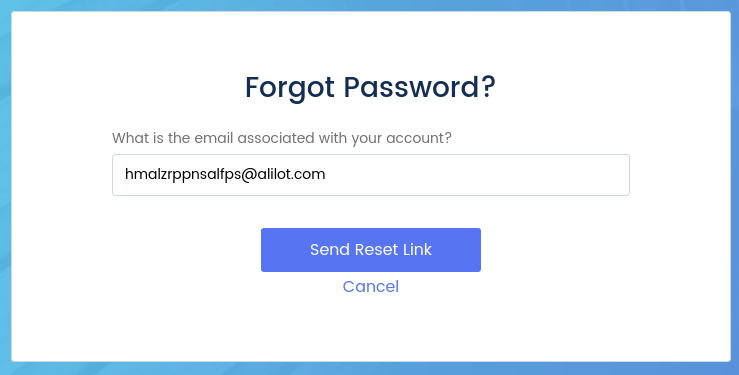 Forgot Password?
What is the email associated with your account?
hmalzrppnsalfps@alilot.com
Send Reset Link
Cancel